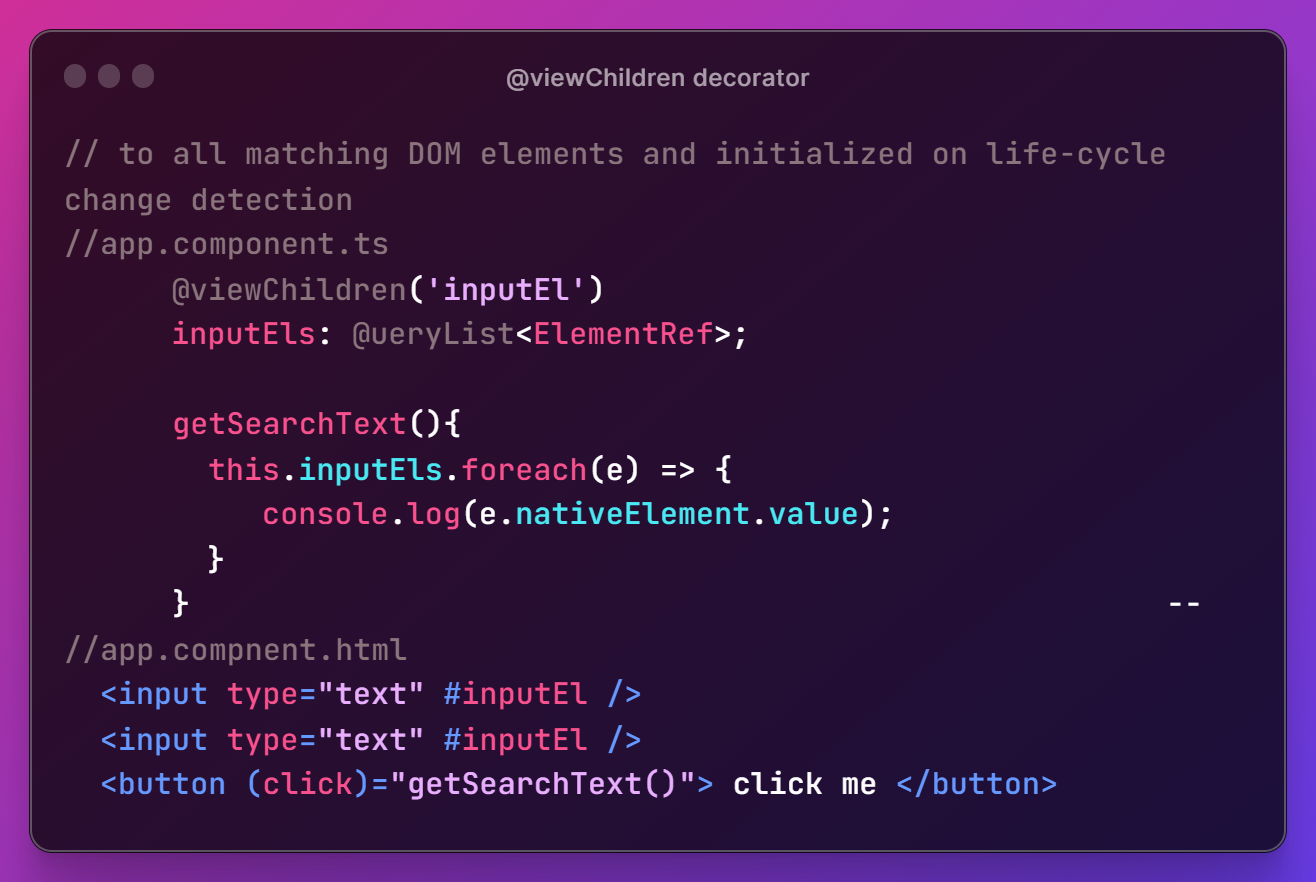 @viewChildren decorator
// to all matching DOM elements and initialized on life-cycle
change detection
//app.component.ts
@viewChildren('inputEl')
inputEls: @ueryList<ElementRef>;
getSearchText(){
this.inputEls.foreach(e) => {
console.log(e.nativeElement.value);
}
} --
//app.compnent.html
<input type="text" #inputEl />
<input type="text" #inputEl />
<button (click)="getSearchText()"> click me </button>